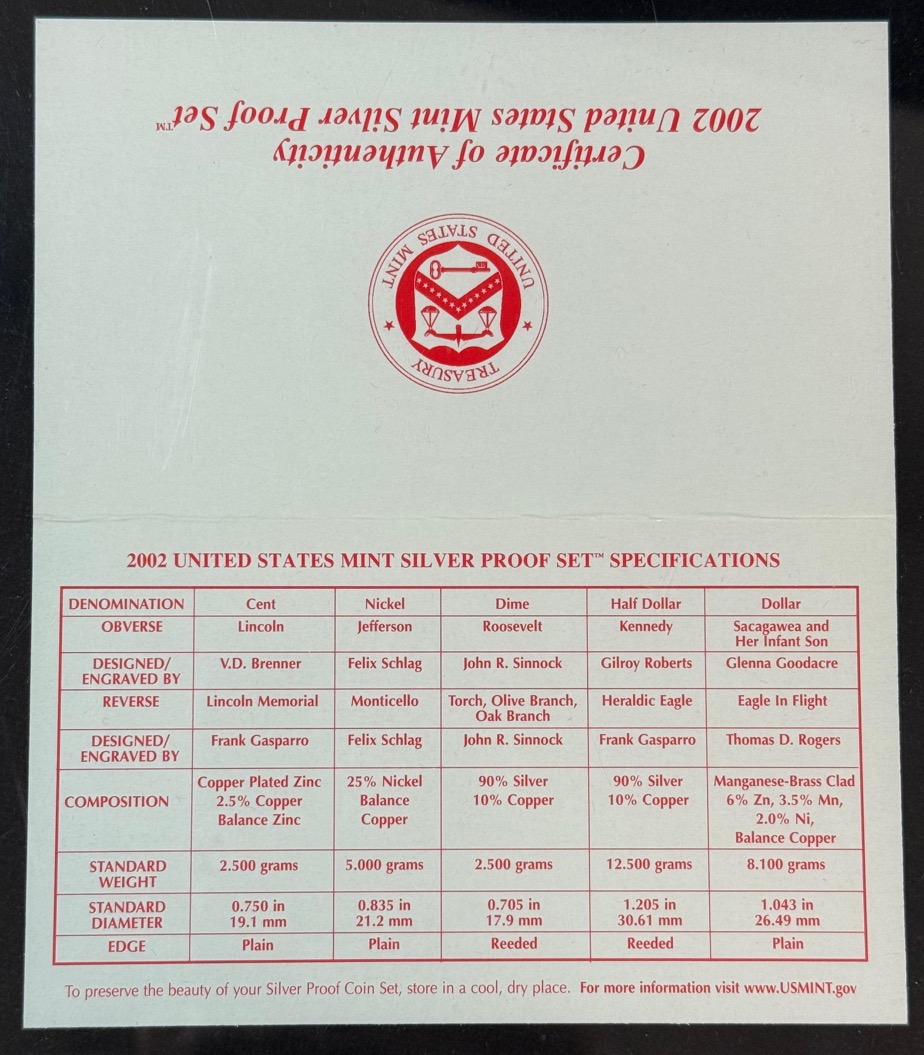 2002 United States Mint Silver Proof Set™
Certificate of Authenticity
UNITED STATES MINT
TREASURY
2002 UNITED STATES MINT SILVER PROOF SET™ SPECIFICATIONS
DENOMINATION Cent Nickel Dime Half Dollar Dollar
OBVERSE Lincoln Jefferson Roosevelt Kennedy Sacagawea and
Her Infant Son
DESIGNED/ V.D. Brenner Felix Schlag John R. Sinnock Gilroy Roberts Glenna Goodacre
ENGRAVED BY
REVERSE Lincoln Memorial Monticello Torch, Olive Branch, Heraldic Eagle Eagle In Flight
Oak Branch
DESIGNED/ Frank Gasparro Felix Schlag John R. Sinnock Frank Gasparro Thomas D. Rogers
ENGRAVED BY
Copper Plated Zinc 25% Nickel 90% Silver 90% Silver Manganese-Brass Clad
COMPOSITION 2.5% Copper Balance 10% Copper 10% Copper 6% Zn, 3.5% Mn,
Balance Zinc Copper 2.0% Ni,
Balance Copper
STANDARD 2.500 grams 5.000 grams 2.500 grams 12.500 grams 8.100 grams
WEIGHT
STANDARD 0.750 in 0.835 in 0.705 in 1.205 in 1.043 in
DIAMETER 19.1 mm 21.2 mm 17.9 mm 30.61 mm 26.49 mm
EDGE Plain Plain Reeded Reeded Plain
To preserve the beauty of your Silver Proof Coin Set, store in a cool, dry place. For more information visit www.USMINT.gov